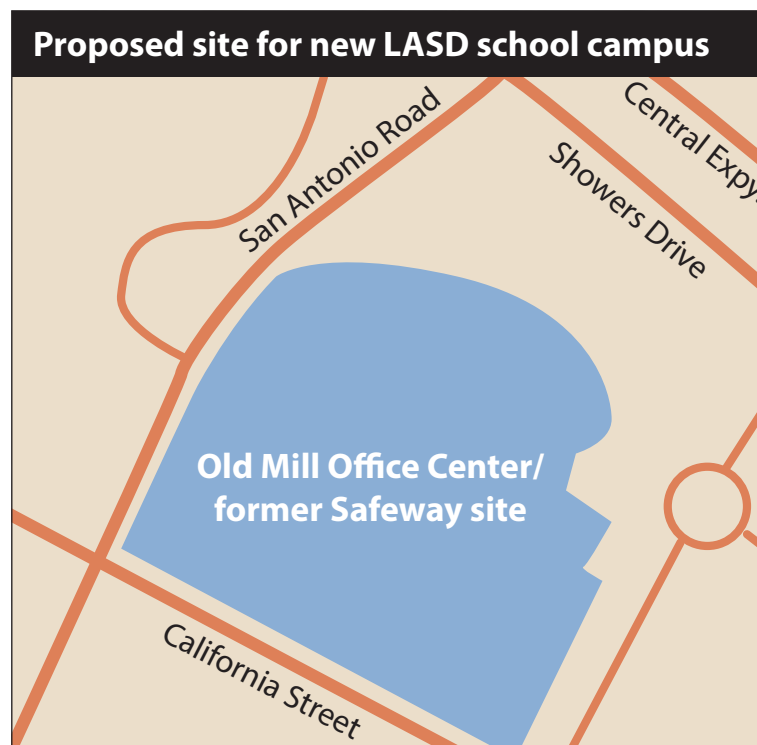 Proposed site for new LASD school campus
San Antonio Road
Central Expy.
Showers Drive
Old Mill Office Center/
former Safeway site
California Street